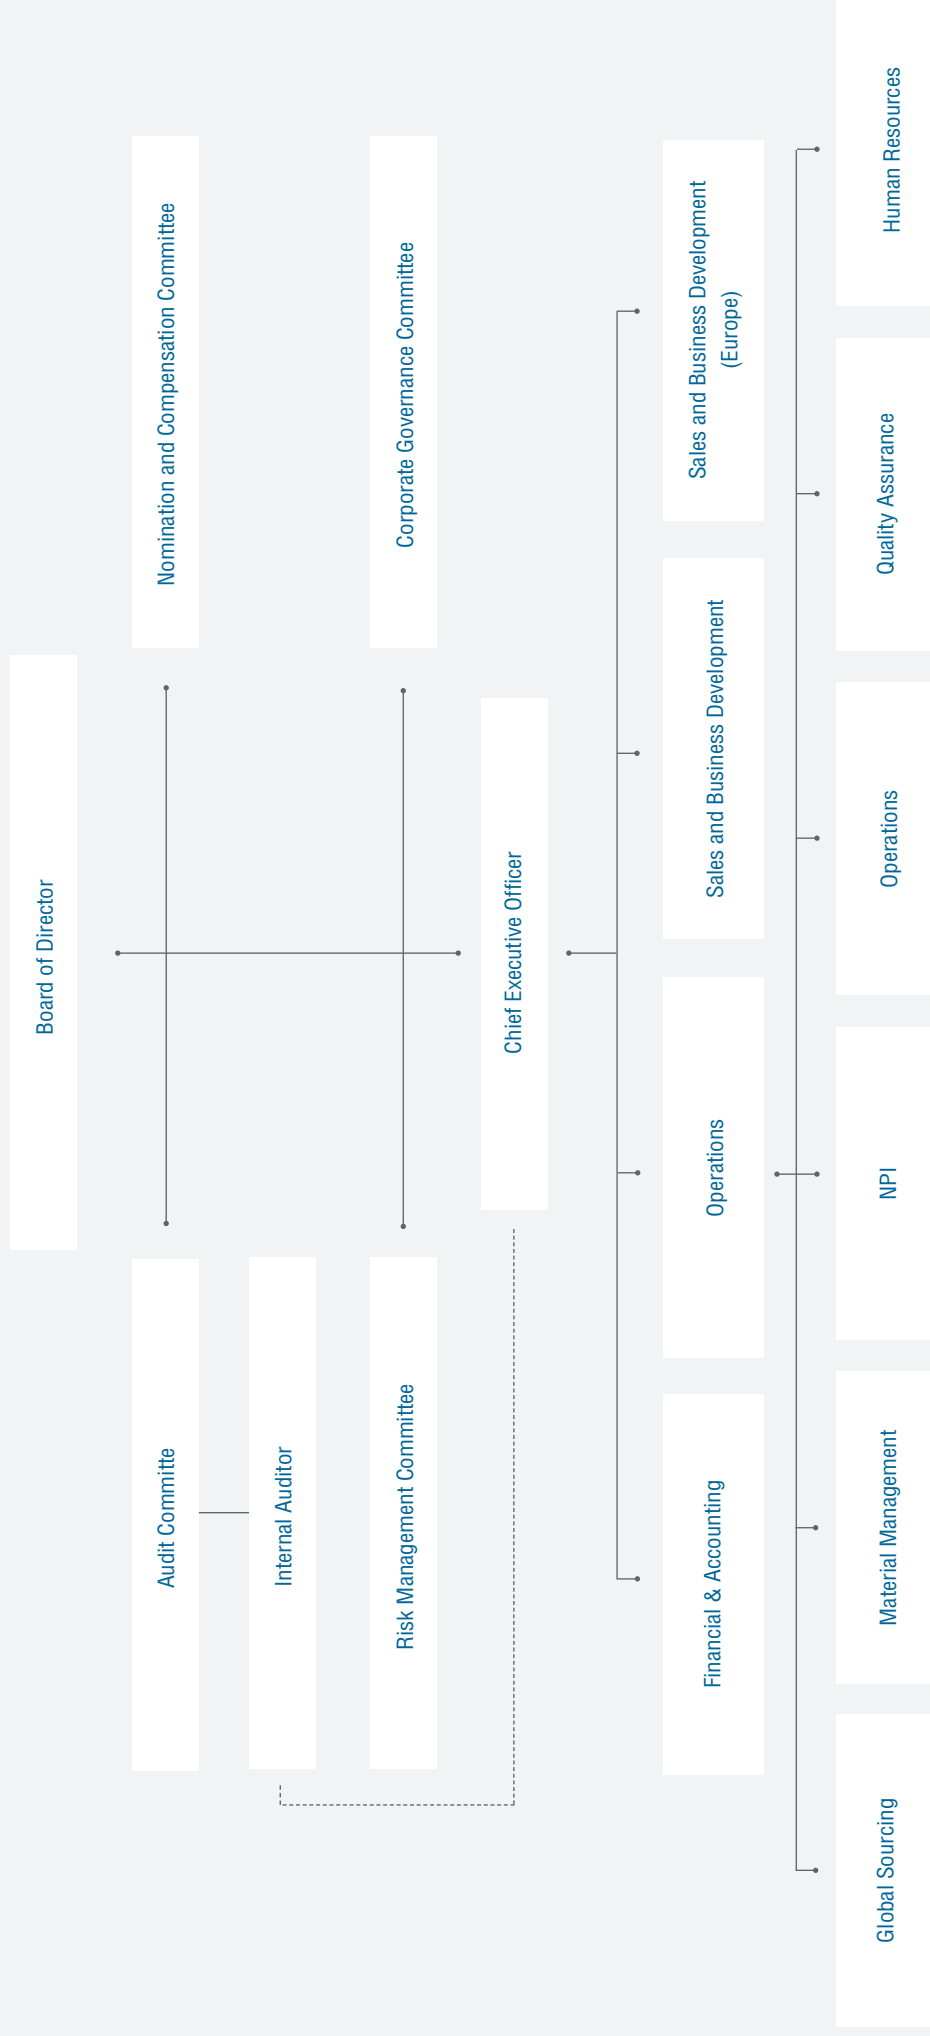 Board of Director
Audit Committe
Nomination and Compensation Committee
Internal Auditor
Risk Management Committee
Corporate Governance Committee
Chief Executive Officer
Financial & Accounting
Operations
Sales and Business Development
Sales and Business Development
(Europe)
Global Sourcing
Material Management
NPI
Operations
Quality Assurance
Human Resources